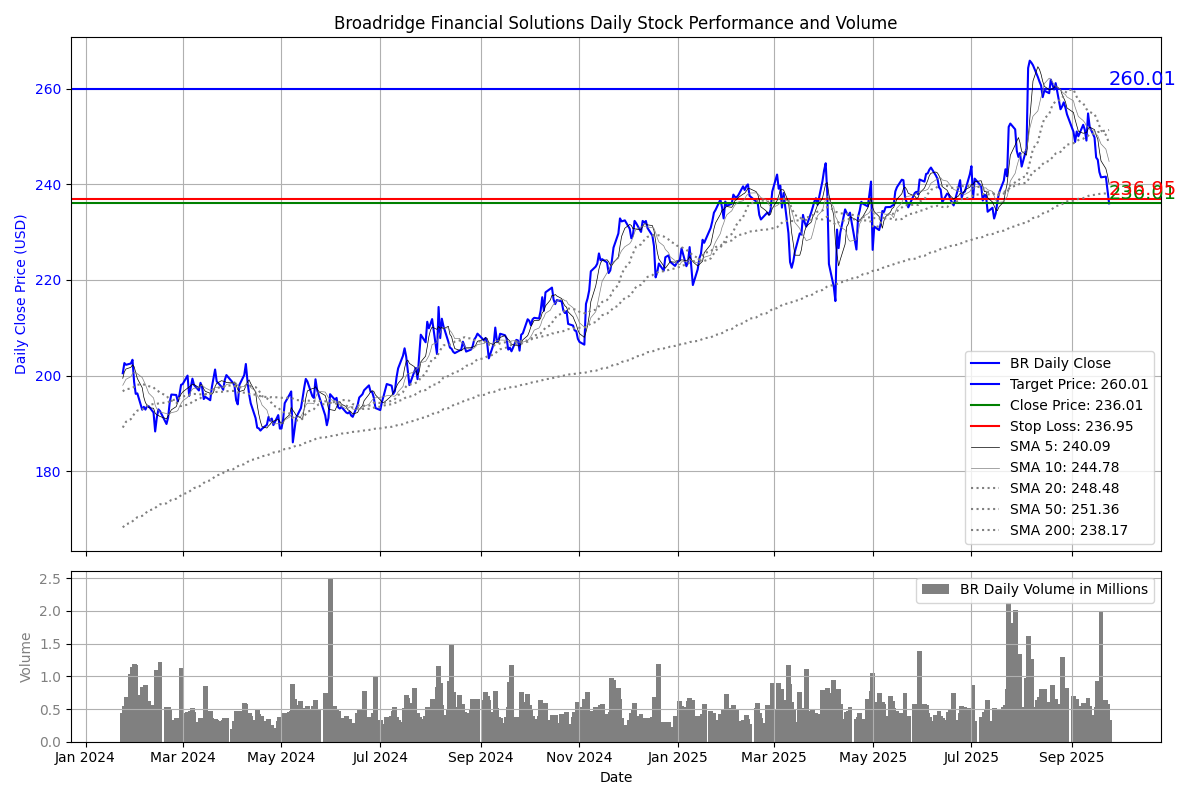 Broadridge Financial Solutions Daily Stock Performance and Volume
260.01
236.95
236.01
Daily Close Price (USD)
260
240
220
200
180
BR Daily Close
Target Price: 260.01
Close Price: 236.01
Stop Loss: 236.95
SMA 5: 240.09
SMA 10: 244.78
SMA 20: 248.48
SMA 50: 251.36
SMA 200: 238.17
Volume
2.5
2.0
1.5
1.0
0.5
0.0
BR Daily Volume in Millions
Jan 2024 Mar 2024 May 2024 Jul 2024 Sep 2024 Nov 2024 Jan 2025 Mar 2025 May 2025 Jul 2025 Sep 2025
Date